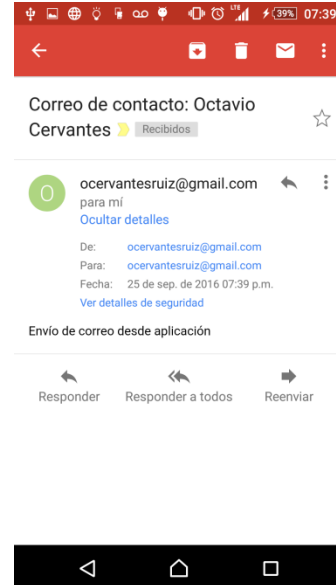 LTE
39% 07:39
Correo de contacto: Octavio
Cervantes Recibidos
O
ocervantesruiz@gmail.com
para mí
Ocultar detalles
De: ocervantesruiz@gmail.com
Para: ocervantesruiz@gmail.com
Fecha: 25 de sep. de 2016 07:39 p.m.
Ver detalles de seguridad
Envío de correo desde aplicación
Responder Responder a todos Reenviar